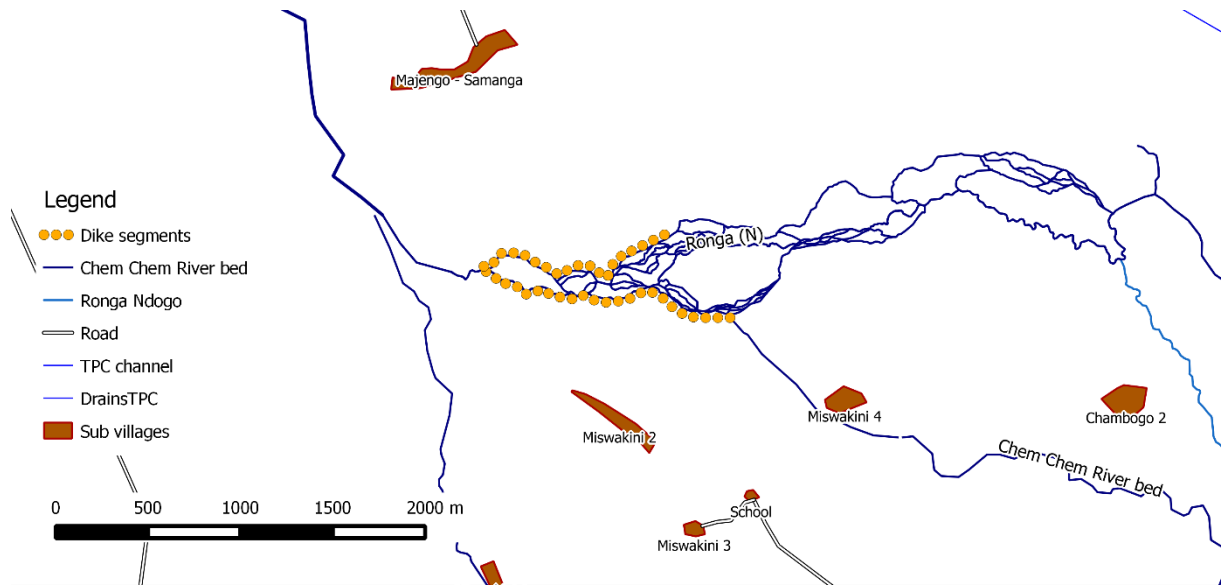 Majengo - Samanga
Legend
Dike segments
Chem Chem River bed
Ronga Ndogo
Road
TPC channel
DrainsTPC
Sub villages
0 500 1000 1500 2000 m
Ronga (N)
Miswakini 2
Miswakini 4
Chambogo 2
Chem Chem River bed
School
Miswakini 3